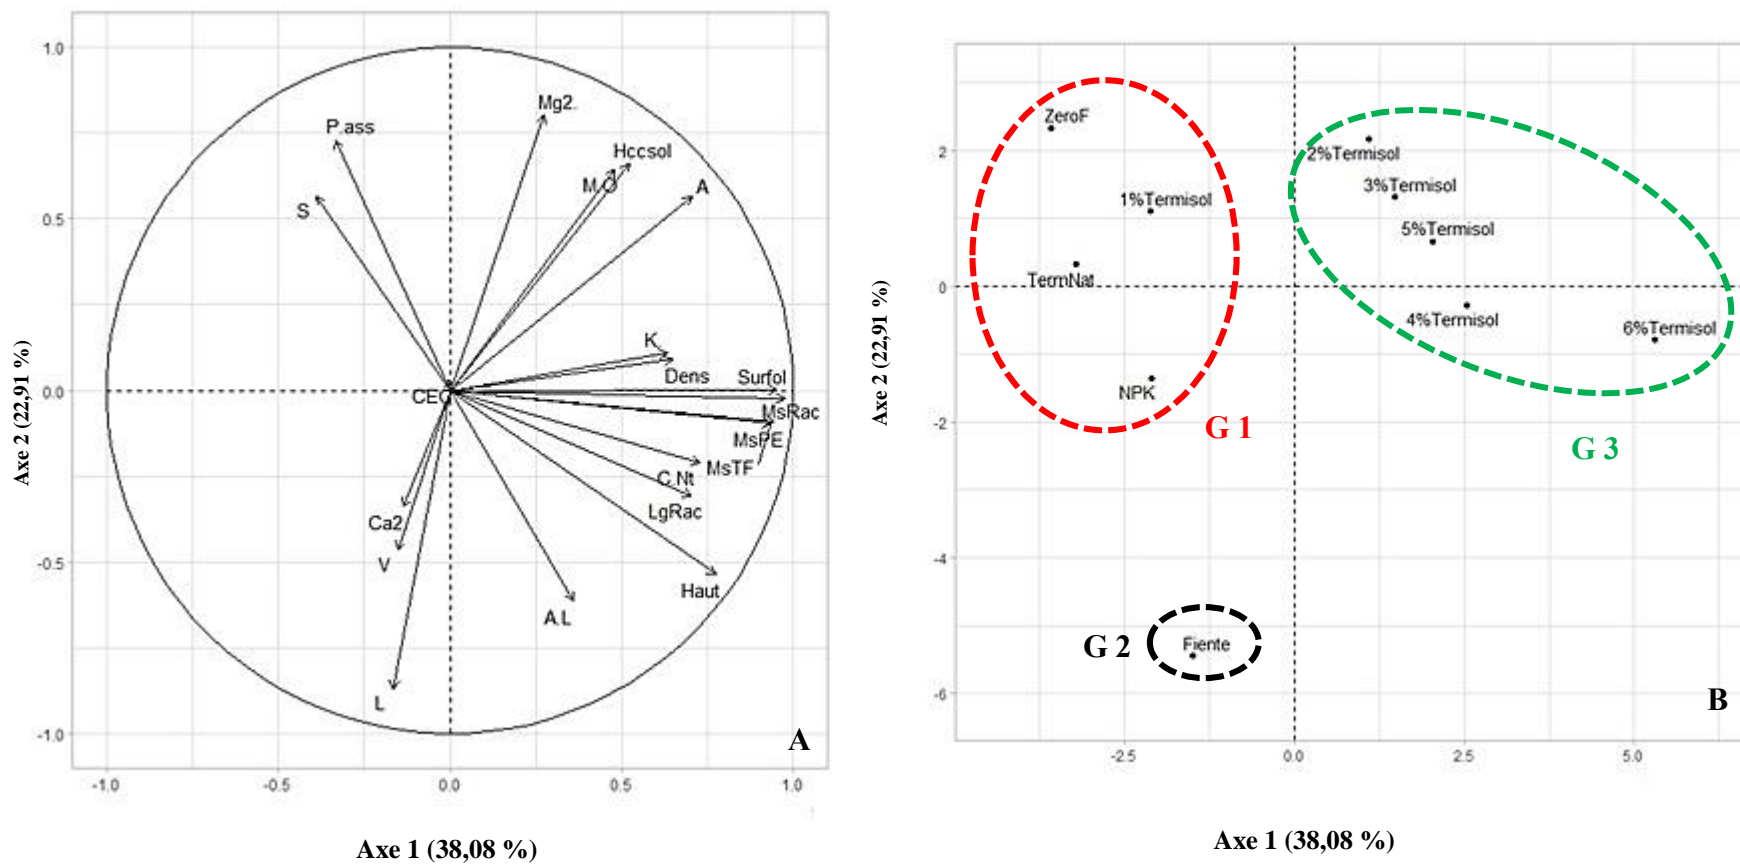 1.0
0.5
0.0
-0.5
-1.0
-1.0
-0.5
0.0
0.5
1.0
Axe 2 (22,91 %)
Axe 1 (38,08 %)
P.ass
S
Mg2.
Hccsol
M.O
A
K.
Dens
Surfol
CEC
MsRac
MsPE
MsTF
C.Nt
LgRac
Haut
A.L
Ca2
V
L
A
2
0
-2
-4
-6
-2.5
0.0
2.5
5.0
Axe 2 (22,91 %)
Axe 1 (38,08 %)
ZeroF
1%Termisol
TermNat
NPK
G 1
2%Termisol
3%Termisol
5%Termisol
4%Termisol
6%Termisol
G 3
G 2
Fiente
B